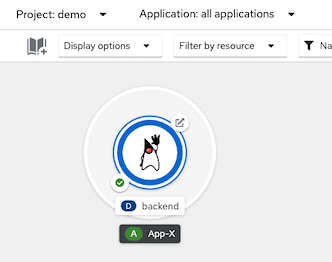 Project: demo Application: all applications
Display options Filter by resource Na
D backend
A App-X